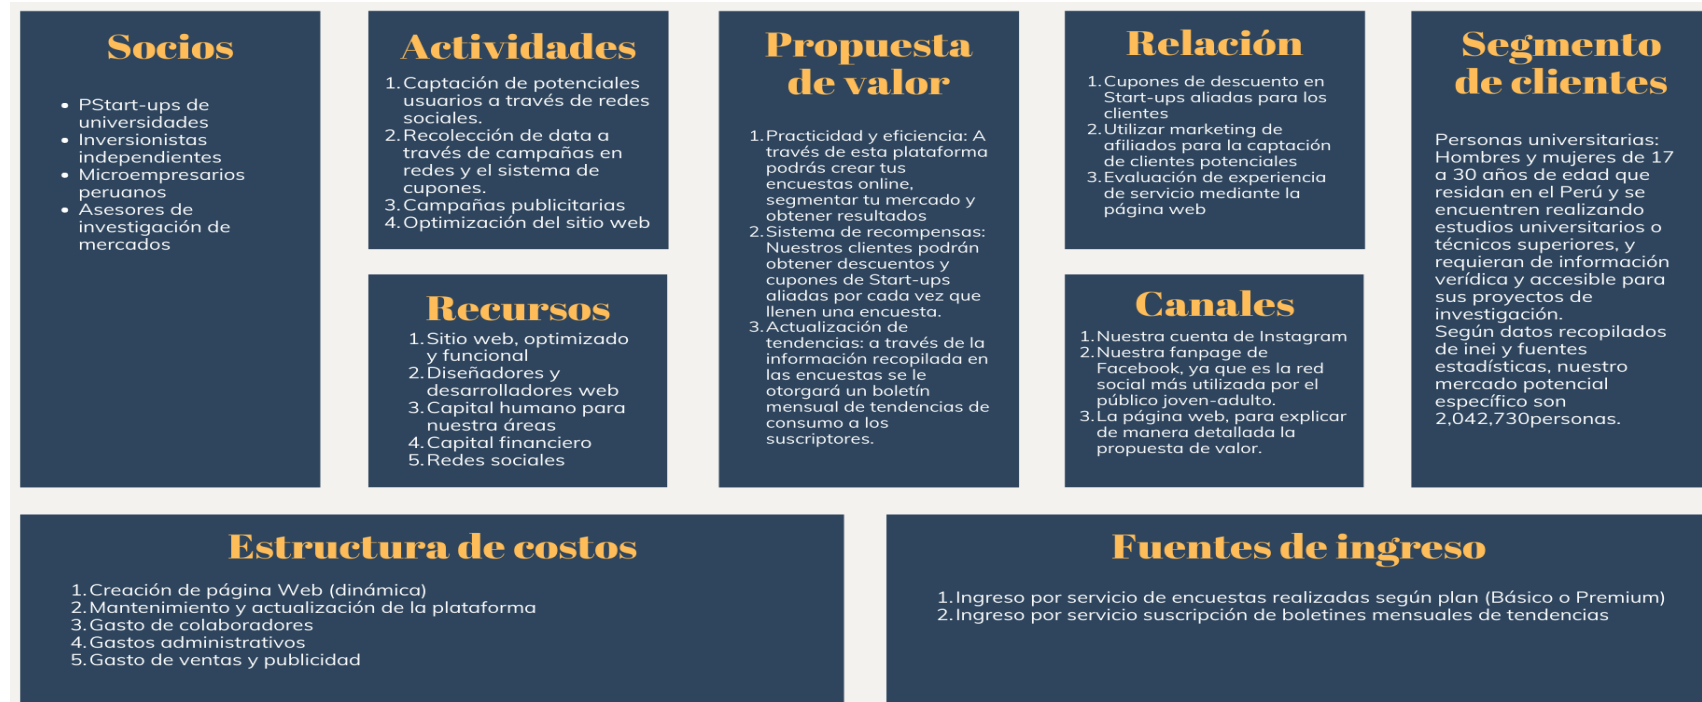 Socios
• PStart-ups de
universidades
• Inversionistas
independientes
• Microempresarios
peruanos
• Asesores de
investigación de
mercados
Actividades
1. Captación de potenciales
usuarios a través de redes
sociales.
2. Recolección de data a
través de campañas en
redes y el sistema de
cupones.
3. Campañas publicitarias
4. Optimización del sitio web
Recursos
1. Sitio web, optimizado
y funcional
2. Diseñadores y
desarrolladores web
3. Capital humano para
nuestra áreas
4. Capital financiero
5. Redes sociales
Propuesta
de valor
1. Practicidad y eficiencia: A
través de esta plataforma
podrás crear tus
encuestas online,
segmentar tu mercado y
obtener resultados
2. Sistema de recompensas:
Nuestros clientes podrán
obtener descuentos y
cupones de Start-ups
aliadas por cada vez que
llenen una encuesta.
3. Actualización de
tendencias: a través de la
información recopilada en
las encuestas se le
otorgará un boletín
mensual de tendencias de
consumo a los
suscriptores.
Relación
1. Cupones de descuento en
Start-ups aliadas para los
clientes
2. Utilizar marketing de
afiliados para la captación
de clientes potenciales
3. Evaluación de experiencia
de servicio mediante la
página web
Canales
1. Nuestra cuenta de Instagram
2. Nuestra fanpage de
Facebook, ya que es la red
social más utilizada por el
público joven-adulto.
3. La página web, para explicar
de manera detallada la
propuesta de valor.
Segmento
de clientes
Personas universitarias:
Hombres y mujeres de 17
a 30 años de edad que
residan en el Perú y se
encuentren realizando
estudios universitarios o
técnicos superiores, y
requieran de información
verídica y accesible para
sus proyectos de
investigación.
Según datos recopilados
de inei y fuentes
estadísticas, nuestro
mercado potencial
específico son
2,042,730personas.
Estructura de costos
1. Creación de página Web (dinámica)
2. Mantenimiento y actualización de la plataforma
3. Gasto de colaboradores
4. Gastos administrativos
5. Gasto de ventas y publicidad
Fuentes de ingreso
1. Ingreso por servicio de encuestas realizadas según plan (Básico o Premium)
2. Ingreso por servicio suscripción de boletines mensuales de tendencias